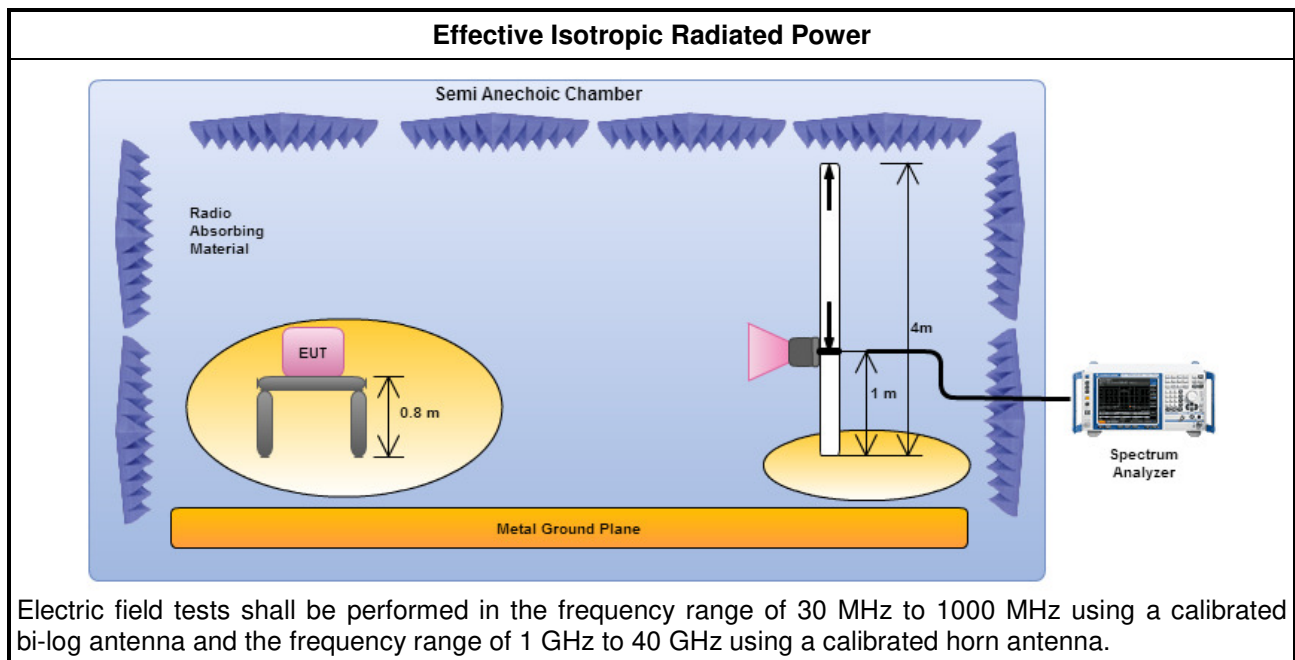 Effective Isotropic Radiated Power
Semi Anechoic Chamber
Radio
Absorbing
Material
EUT
0.8 m
4m
1 m
Spectrum
Analyzer
Metal Ground Plane
Electric field tests shall be performed in the frequency range of 30 MHz to 1000 MHz using a calibrated
bi-log antenna and the frequency range of 1 GHz to 40 GHz using a calibrated horn antenna.